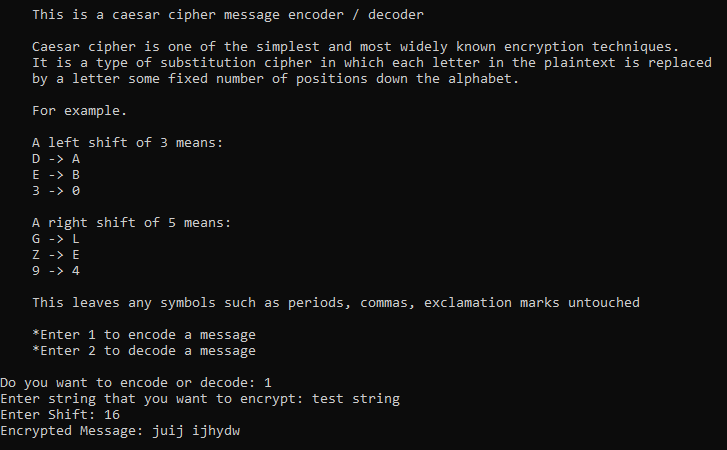 This is a caesar cipher message encoder / decoder
Caesar cipher is one of the simplest and most widely known encryption techniques.
It is a type of substitution cipher in which each letter in the plaintext is replaced
by a letter some fixed number of positions down the alphabet.
For example.
A left shift of 3 means:
D -> A
E -> B
3 -> 0
A right shift of 5 means:
G -> L
Z -> E
9 -> 4
This leaves any symbols such as periods, commas, exclamation marks untouched
*Enter 1 to encode a message
*Enter 2 to decode a message
Do you want to encode or decode: 1
Enter string that you want to encrypt: test string
Enter Shift: 16
Encrypted Message: juij ijhydw